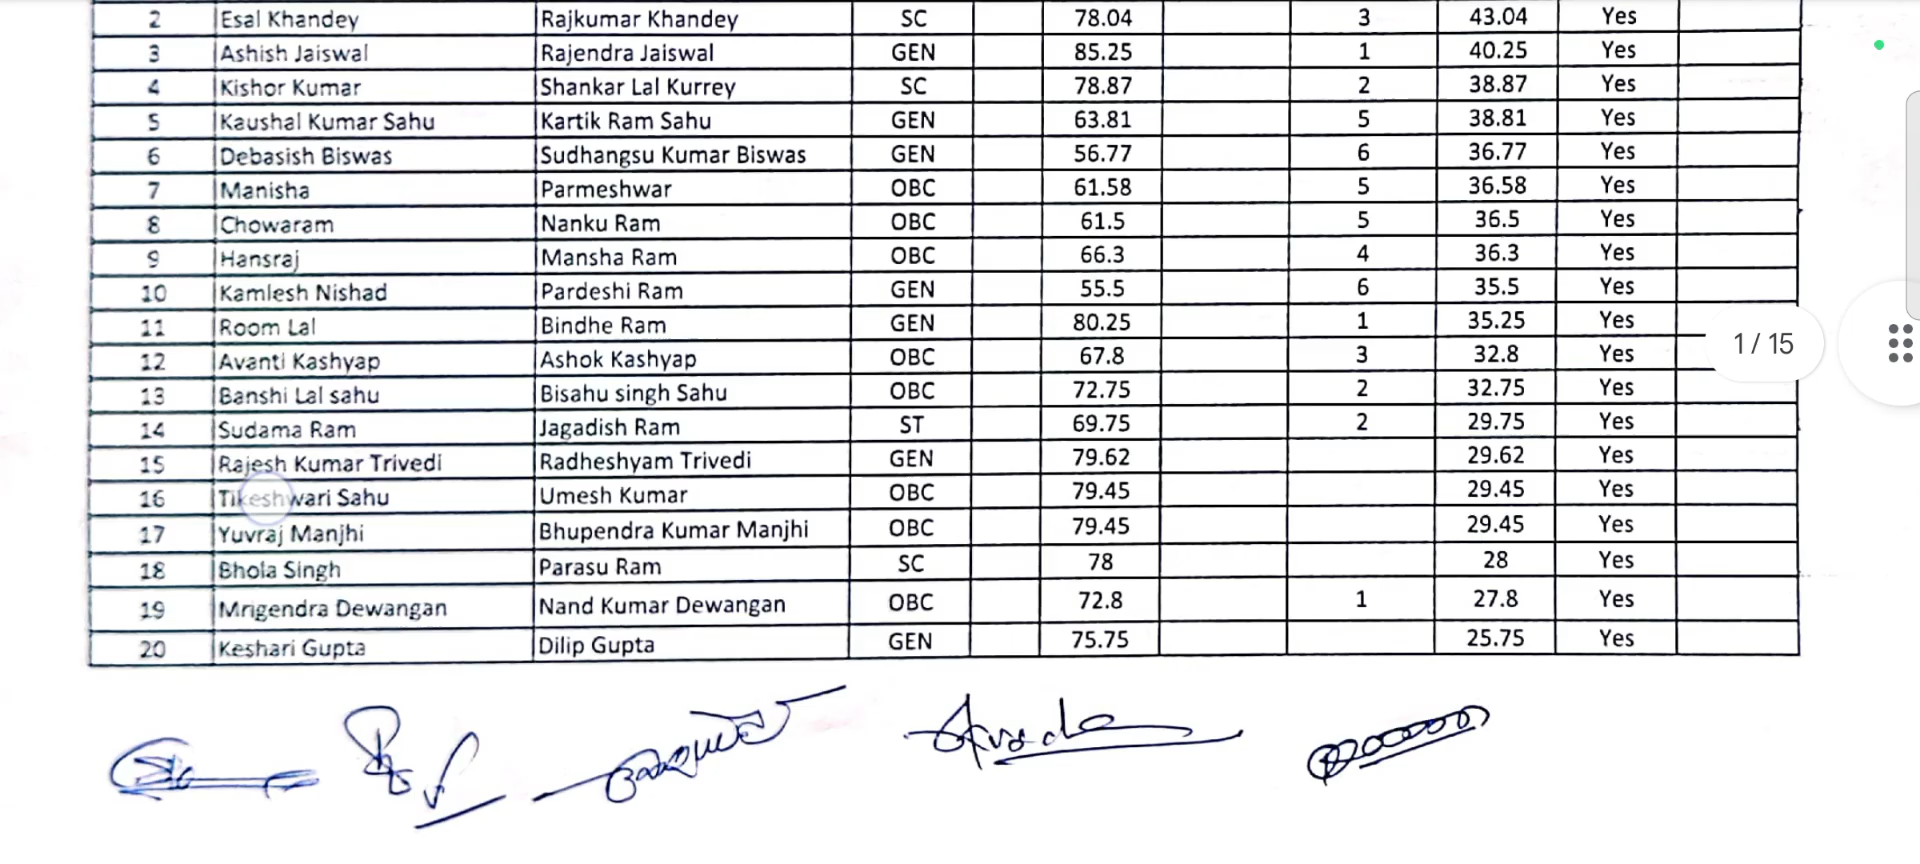 2 Esal Khandey Rajkumar Khandey SC 78.04 3 43.04 Yes
3 Ashish Jaiswal Rajendra Jaiswal GEN 85.25 1 40.25 Yes
4 Kishor Kumar Shankar Lal Kurrey SC 78.87 2 38.87 Yes
5 Kaushal Kumar Sahu Kartik Ram Sahu GEN 63.81 5 38.81 Yes
6 Debasish Biswas Sudhangsu Kumar Biswas GEN 56.77 6 36.77 Yes
7 Manisha Parmeshwar OBC 61.58 5 36.58 Yes
8 Chowaram Nanku Ram OBC 61.5 5 36.5 Yes
9 Hansraj Mansha Ram OBC 66.3 4 36.3 Yes
10 Kamlesh Nishad Pardeshi Ram GEN 55.5 6 35.5 Yes
11 Room Lal Bindhe Ram GEN 80.25 1 35.25 Yes
1 / 15
12 Avanti Kashyap Ashok Kashyap OBC 67.8 3 32.8 Yes
13 Banshi Lal sahu Bisahu singh Sahu OBC 72.75 2 32.75 Yes
14 Sudama Ram Jagadish Ram ST 69.75 2 29.75 Yes
15 Rajesh Kumar Trivedi Radheshyam Trivedi GEN 79.62 29.62 Yes
16 Tikeshwari Sahu Umesh Kumar OBC 79.45 29.45 Yes
17 Yuvraj Manjhi Bhupendra Kumar Manjhi OBC 79.45 29.45 Yes
18 Bhola Singh Parasu Ram SC 78 28 Yes
19 Mrigendra Dewangan Nand Kumar Dewangan OBC 72.8 1 27.8 Yes
20 Keshari Gupta Dilip Gupta GEN 75.75 25.75 Yes